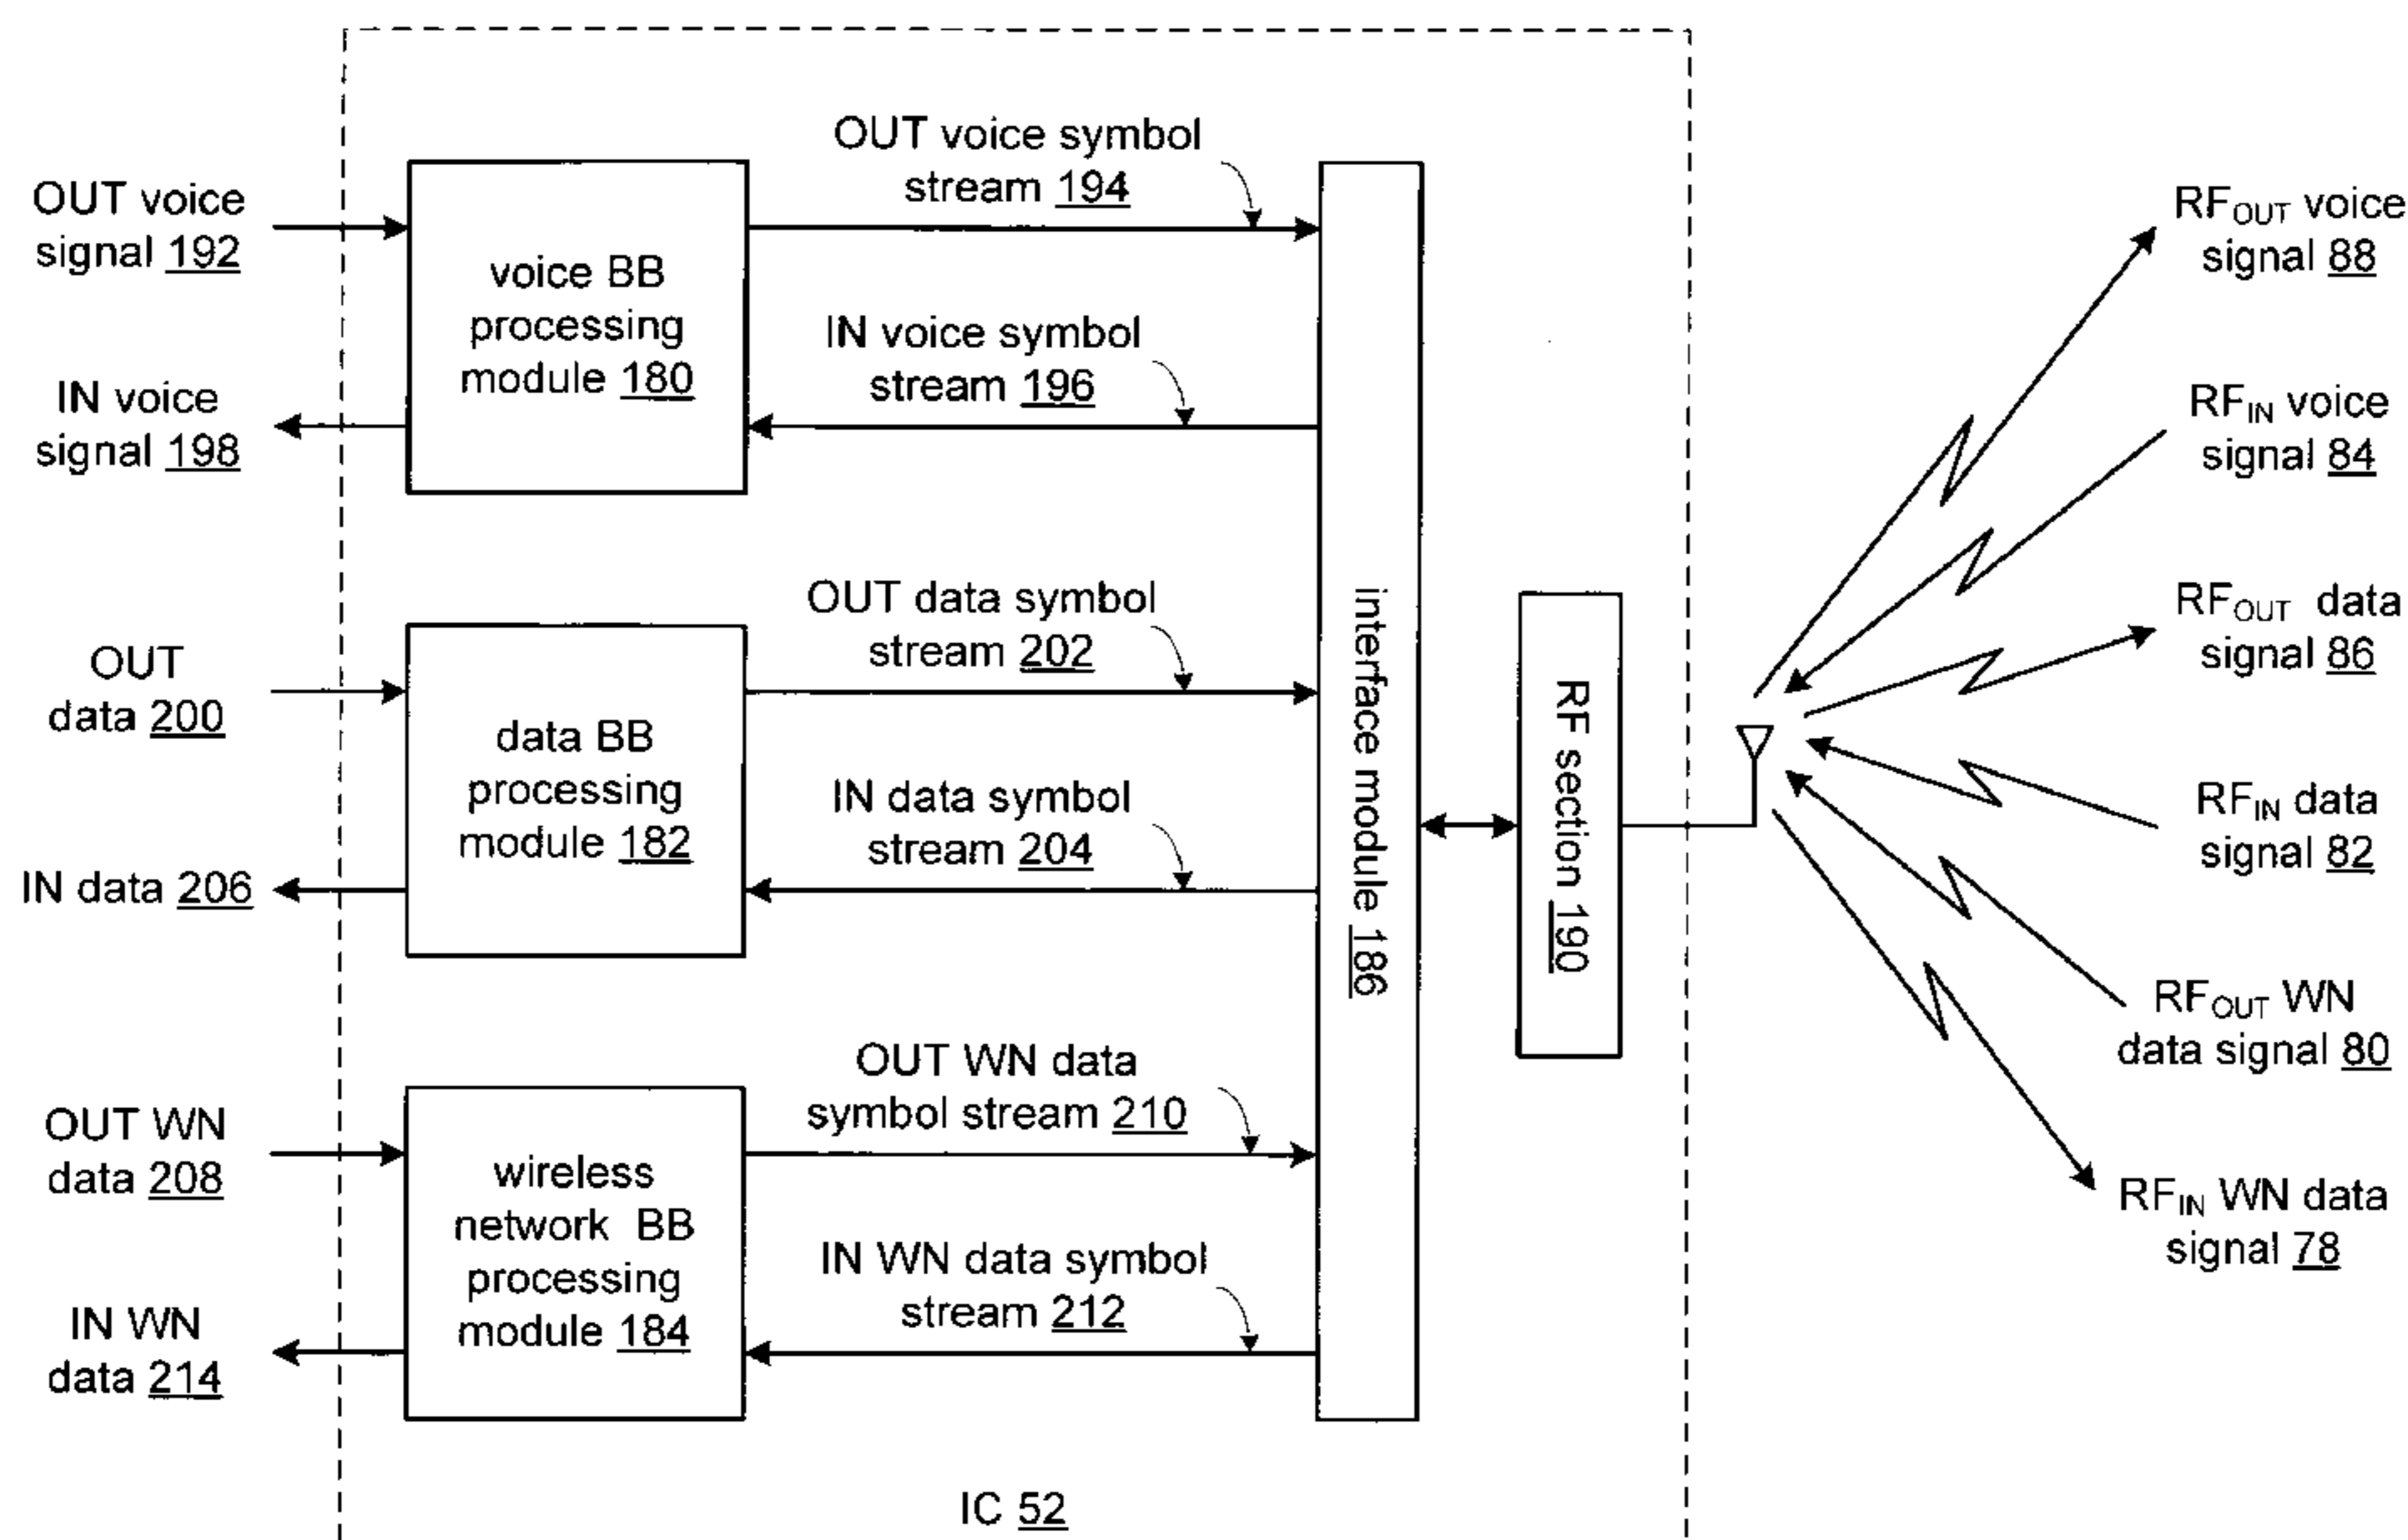 OUT voice
signal 192
IN voice
signal 198
voice BB
processing
module 180
OUT voice symbol
stream 194
IN voice symbol
stream 196
OUT
data 200
IN data 206
data BB
processing
module 182
OUT data symbol
stream 202
IN data symbol
stream 204
OUT WN
data 208
IN WN
data 214
wireless
network BB
processing
module 184
OUT WN data
symbol stream 210
IN WN data symbol
stream 212
interface module 186
RF section 190
RFOUT voice
signal 88
RFIN voice
signal 84
RFOUT data
signal 86
RFIN data
signal 82
RFOUT WN
data signal 80
RFIN WN data
signal 78
IC 52